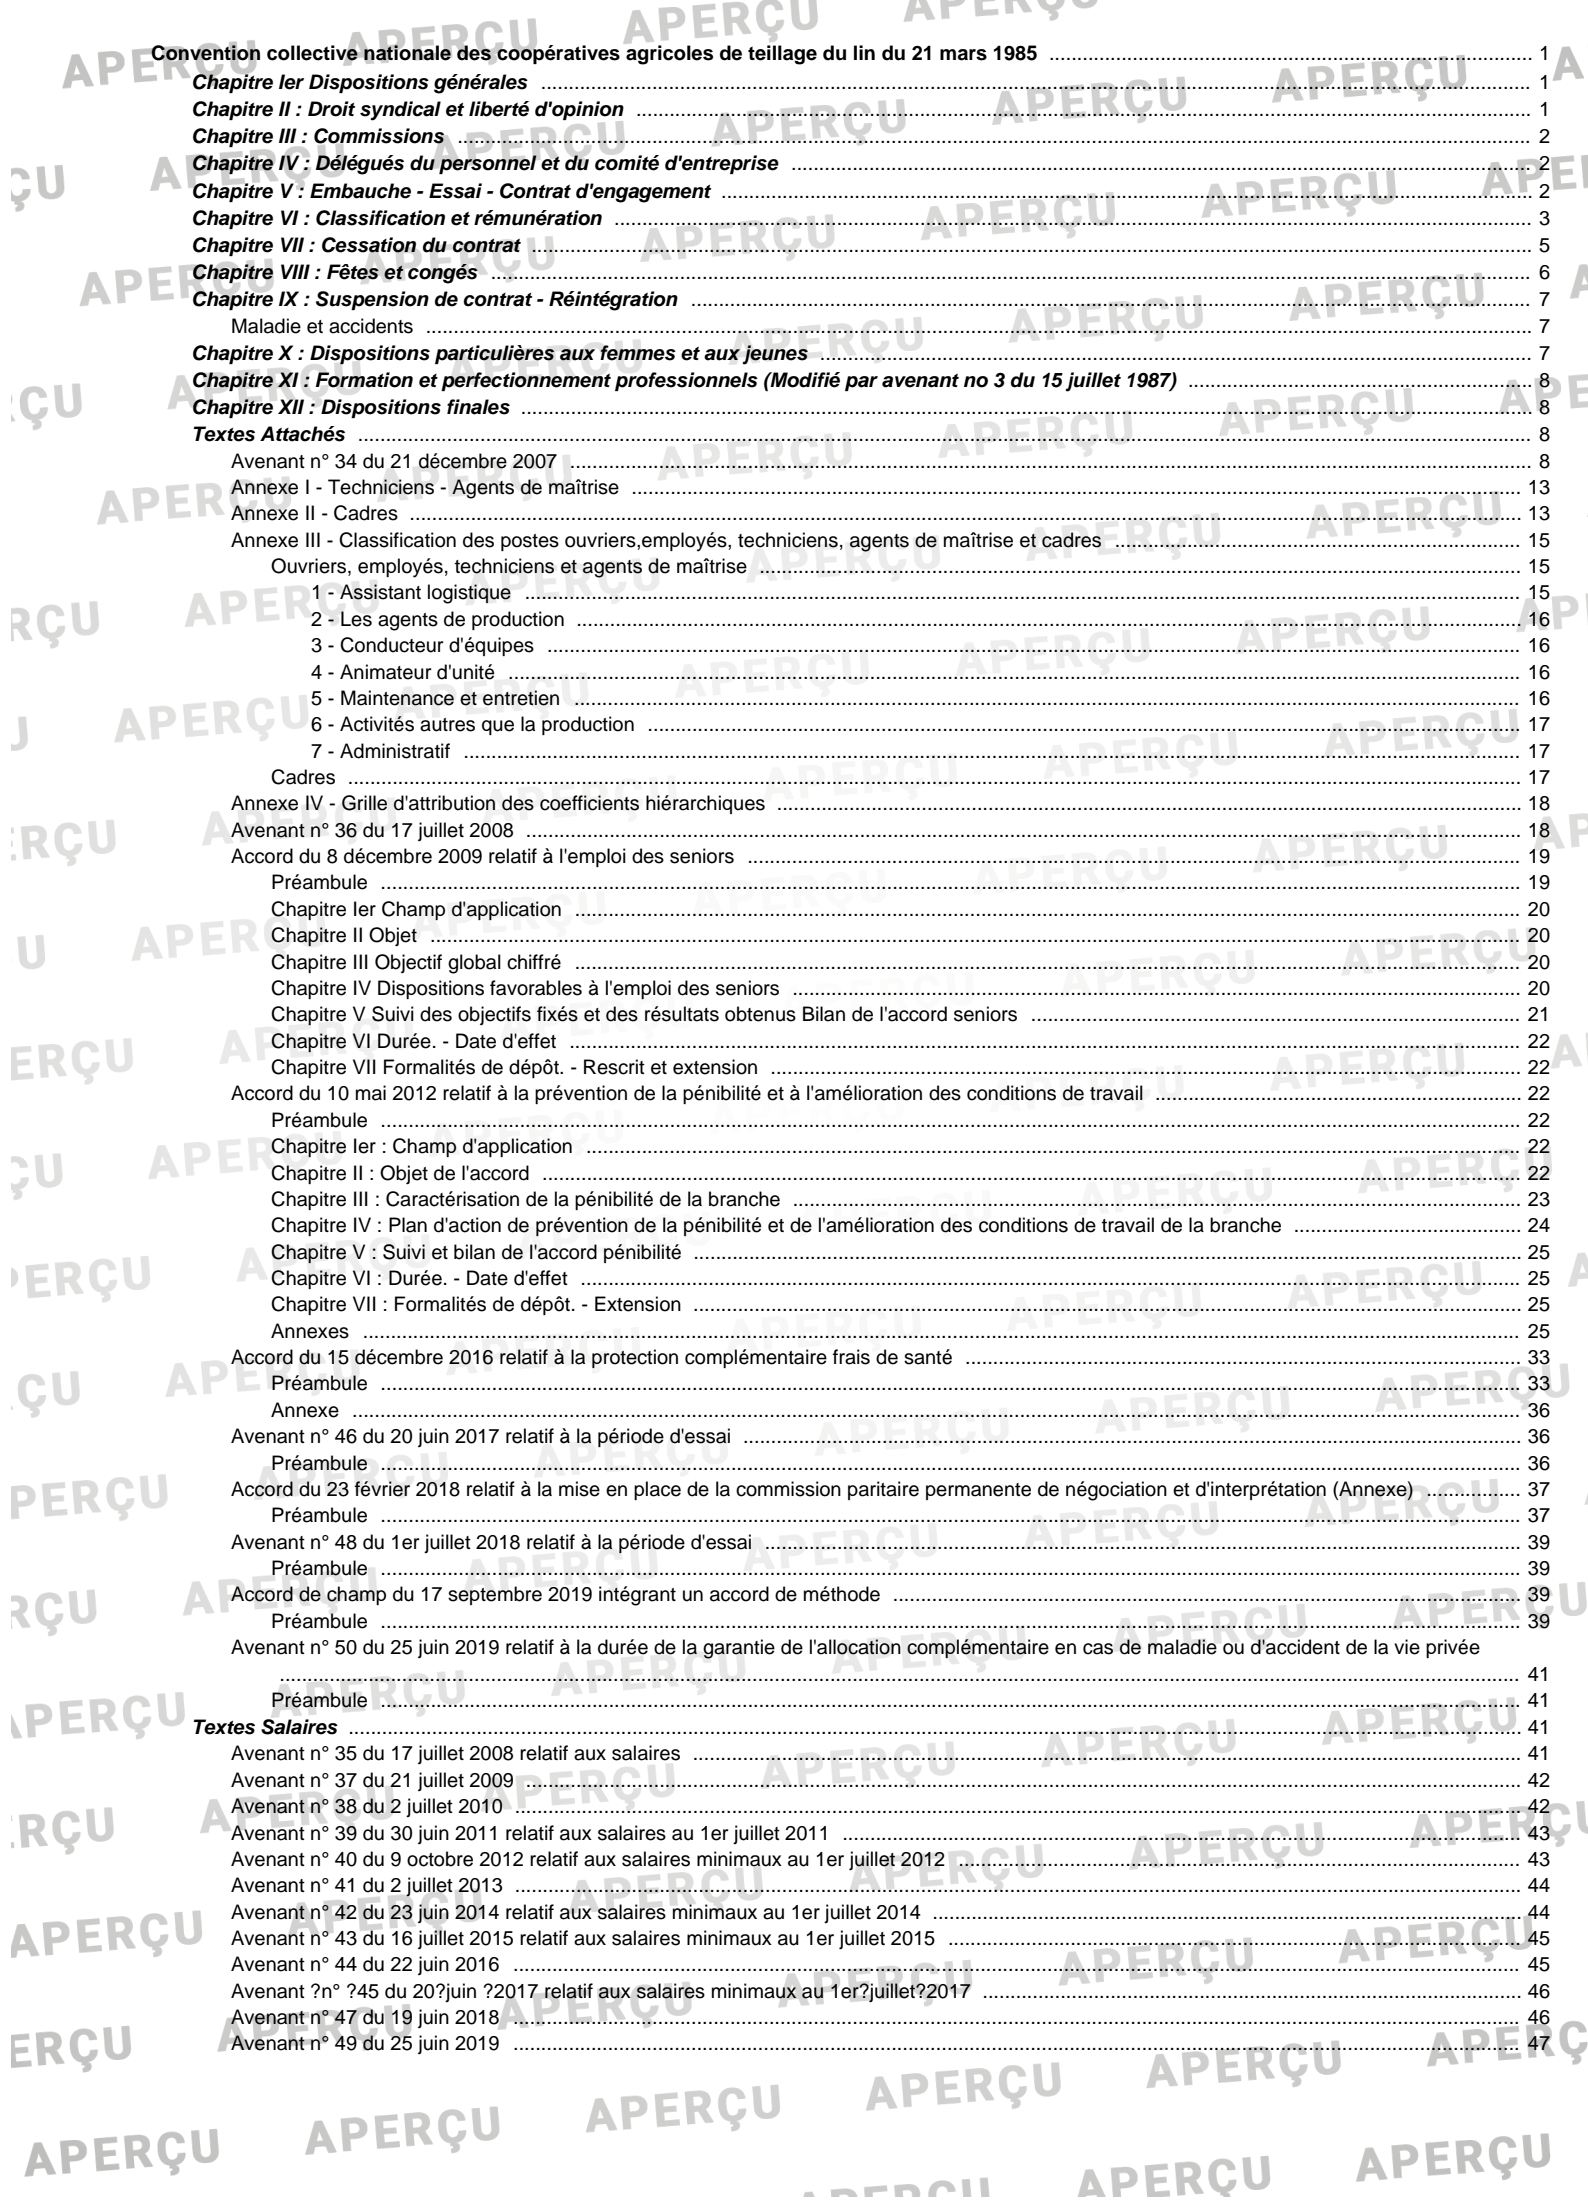 Convention collective nationale des coopératives agricoles de teillage du lin du 21 mars 1985 ........ 1
Chapitre Ier Dispositions générales ........ 1
Chapitre II : Droit syndical et liberté d'opinion ........ 1
Chapitre III : Commissions ........ 2
Chapitre IV : Délégués du personnel et du comité d'entreprise ........ 2
Chapitre V : Embauche - Essai - Contrat d'engagement ........ 2
Chapitre VI : Classification et rémunération ........ 3
Chapitre VII : Cessation du contrat ........ 5
Chapitre VIII : Fêtes et congés ........ 6
Chapitre IX : Suspension de contrat - Réintégration ........ 7
Maladie et accidents ........ 7
Chapitre X : Dispositions particulières aux femmes et aux jeunes ........ 7
Chapitre XI : Formation et perfectionnement professionnels (Modifié par avenant no 3 du 15 juillet 1987) ........ 8
Chapitre XII : Dispositions finales ........ 8
Textes Attachés ........ 8
Avenant n° 34 du 21 décembre 2007 ........ 8
Annexe I - Techniciens - Agents de maîtrise ........ 13
Annexe II - Cadres ........ 13
Annexe III - Classification des postes ouvriers,employés, techniciens, agents de maîtrise et cadres ........ 15
Ouvriers, employés, techniciens et agents de maîtrise ........ 15
1 - Assistant logistique ........ 15
2 - Les agents de production ........ 16
3 - Conducteur d'équipes ........ 16
4 - Animateur d'unité ........ 16
5 - Maintenance et entretien ........ 16
6 - Activités autres que la production ........ 17
7 - Administratif ........ 17
Cadres ........ 17
Annexe IV - Grille d'attribution des coefficients hiérarchiques ........ 18
Avenant n° 36 du 17 juillet 2008 ........ 18
Accord du 8 décembre 2009 relatif à l'emploi des seniors ........ 19
Préambule ........ 19
Chapitre Ier Champ d'application ........ 20
Chapitre II Objet ........ 20
Chapitre III Objectif global chiffré ........ 20
Chapitre IV Dispositions favorables à l'emploi des seniors ........ 20
Chapitre V Suivi des objectifs fixés et des résultats obtenus Bilan de l'accord seniors ........ 21
Chapitre VI Durée. - Date d'effet ........ 22
Chapitre VII Formalités de dépôt. - Rescrit et extension ........ 22
Accord du 10 mai 2012 relatif à la prévention de la pénibilité et à l'amélioration des conditions de travail ........ 22
Préambule ........ 22
Chapitre Ier : Champ d'application ........ 22
Chapitre II : Objet de l'accord ........ 22
Chapitre III : Caractérisation de la pénibilité de la branche ........ 23
Chapitre IV : Plan d'action de prévention de la pénibilité et de l'amélioration des conditions de travail de la branche ........ 24
Chapitre V : Suivi et bilan de l'accord pénibilité ........ 25
Chapitre VI : Durée. - Date d'effet ........ 25
Chapitre VII : Formalités de dépôt. - Extension ........ 25
Annexes ........ 25
Accord du 15 décembre 2016 relatif à la protection complémentaire frais de santé ........ 33
Préambule ........ 33
Annexe ........ 36
Avenant n° 46 du 20 juin 2017 relatif à la période d'essai ........ 36
Préambule ........ 36
Accord du 23 février 2018 relatif à la mise en place de la commission paritaire permanente de négociation et d'interprétation (Annexe) ........ 37
Préambule ........ 37
Avenant n° 48 du 1er juillet 2018 relatif à la période d'essai ........ 39
Préambule ........ 39
Accord de champ du 17 septembre 2019 intégrant un accord de méthode ........ 39
Préambule ........ 39
Avenant n° 50 du 25 juin 2019 relatif à la durée de la garantie de l'allocation complémentaire en cas de maladie ou d'accident de la vie privée
........ 41
Préambule ........ 41
Textes Salaires ........ 41
Avenant n° 35 du 17 juillet 2008 relatif aux salaires ........ 41
Avenant n° 37 du 21 juillet 2009 ........ 42
Avenant n° 38 du 2 juillet 2010 ........ 42
Avenant n° 39 du 30 juin 2011 relatif aux salaires au 1er juillet 2011 ........ 43
Avenant n° 40 du 9 octobre 2012 relatif aux salaires minimaux au 1er juillet 2012 ........ 43
Avenant n° 41 du 2 juillet 2013 ........ 44
Avenant n° 42 du 23 juin 2014 relatif aux salaires minimaux au 1er juillet 2014 ........ 44
Avenant n° 43 du 16 juillet 2015 relatif aux salaires minimaux au 1er juillet 2015 ........ 45
Avenant n° 44 du 22 juin 2016 ........ 45
Avenant ?n° ?45 du 20?juin ?2017 relatif aux salaires minimaux au 1er?juillet?2017 ........ 46
Avenant n° 47 du 19 juin 2018 ........ 46
Avenant n° 49 du 25 juin 2019 ........ 47
APERÇU